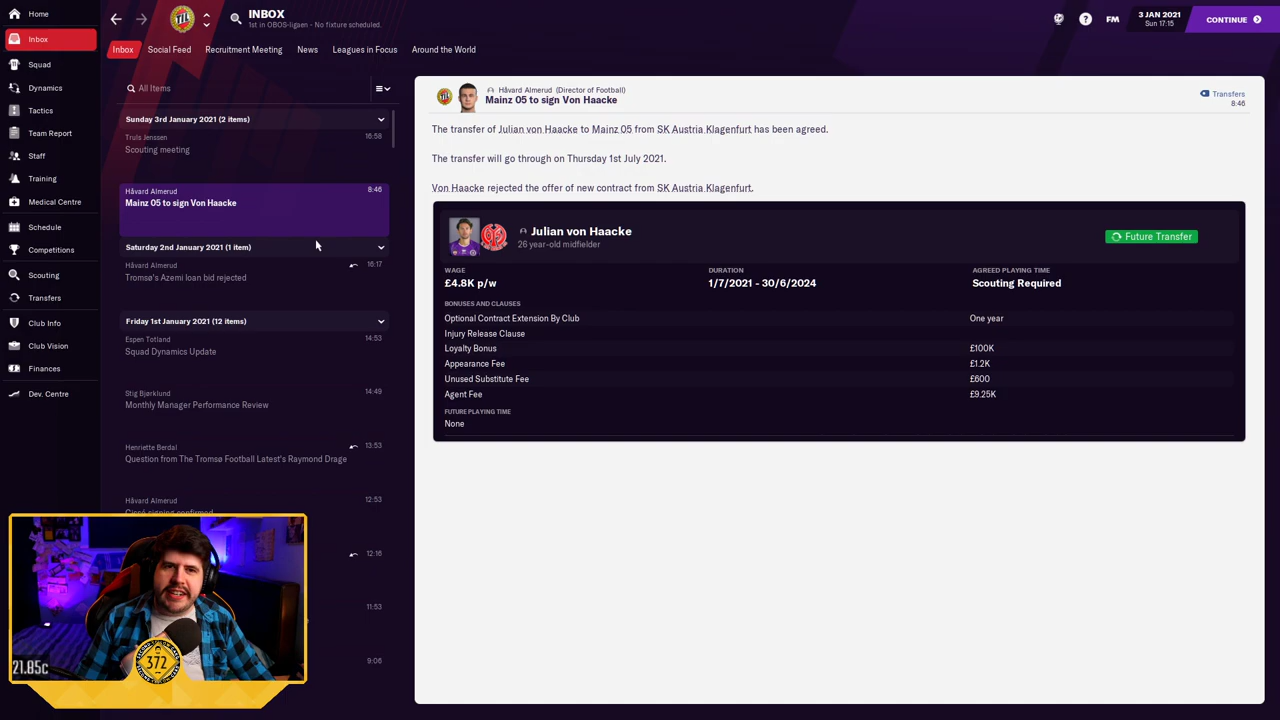 Home
Inbox
Squad
Dynamics
Tactics
Team Report
Staff
Training
Medical Centre
Schedule
Competitions
Scouting
Transfers
Club Info
Club Vision
Finances
Dev. Centre
TIL
INBOX
1st in OBOS-ligaen - No fixture scheduled.
FM
3 JAN 2021
Sun 17:15
CONTINUE
Inbox
Social Feed
Recruitment Meeting
News
Leagues in Focus
Around the World
All Items
Sunday 3rd January 2021 (2 items)
Truls Jenssen
16:58
Scouting meeting
Håvard Almerud
8:46
Mainz 05 to sign Von Haacke
Saturday 2nd January 2021 (1 item)
Håvard Almerud
16:17
Tromsø's Azemi loan bid rejected
Friday 1st January 2021 (12 items)
Espen Totland
14:53
Squad Dynamics Update
Stig Bjørklund
14:49
Monthly Manager Performance Review
Henriette Berdal
13:53
Question from The Tromsø Football Latest's Raymond Drage
Håvard Almerud
12:53
Cissé signing confirmed
12:16
11:53
9:06
Håvard Almerud (Director of Football)
Mainz 05 to sign Von Haacke
Transfers
8:46
The transfer of Julian von Haacke to Mainz 05 from SK Austria Klagenfurt has been agreed.
The transfer will go through on Thursday 1st July 2021.
Von Haacke rejected the offer of new contract from SK Austria Klagenfurt.
Julian von Haacke
26 year-old midfielder
Future Transfer
WAGE
£4.8K p/w
DURATION
1/7/2021 - 30/6/2024
AGREED PLAYING TIME
Scouting Required
BONUSES AND CLAUSES
Optional Contract Extension By Club
One year
Injury Release Clause
Loyalty Bonus
£100K
Appearance Fee
£1.2K
Unused Substitute Fee
£600
Agent Fee
£9.25K
FUTURE PLAYING TIME
None
21.85c
372